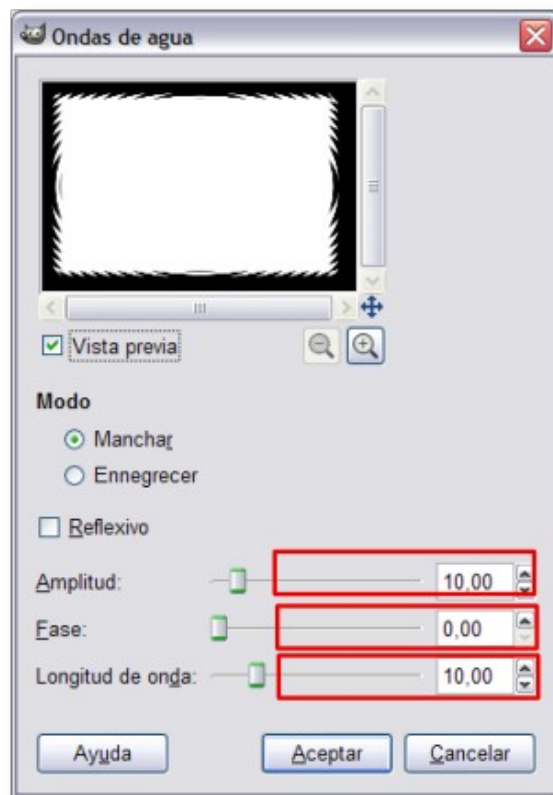 Ondas de agua
Vista previa
Modo
Manchar
Ennegrecer
Reflexivo
Amplitud: 10,00
Fase: 0,00
Longitud de onda: 10,00
Ayuda Aceptar Cancelar